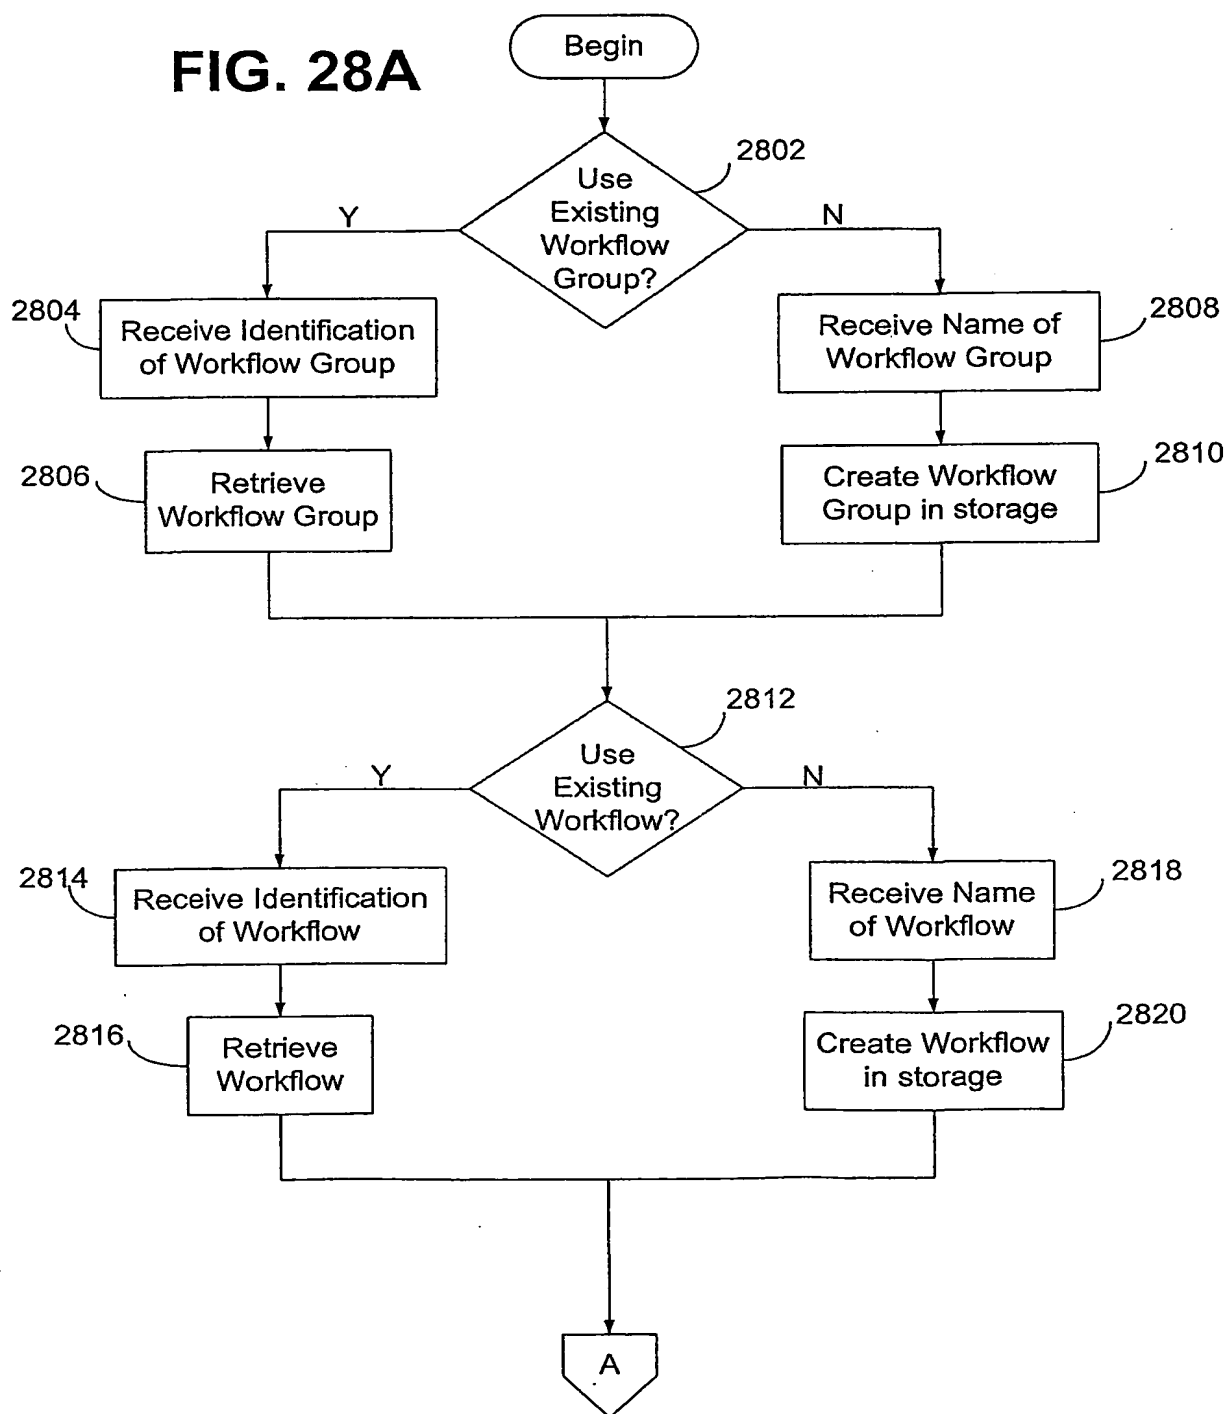 FIG. 28A
Begin
2802
Use
Existing
Workflow
Group?
Y
N
2804
Receive Identification
of Workflow Group
2808
Receive Name of
Workflow Group
2806
Retrieve
Workflow Group
2810
Create Workflow
Group in storage
2812
Use
Existing
Workflow?
Y
N
2814
Receive Identification
of Workflow
2818
Receive Name
of Workflow
2816
Retrieve
Workflow
2820
Create Workflow
in storage
A